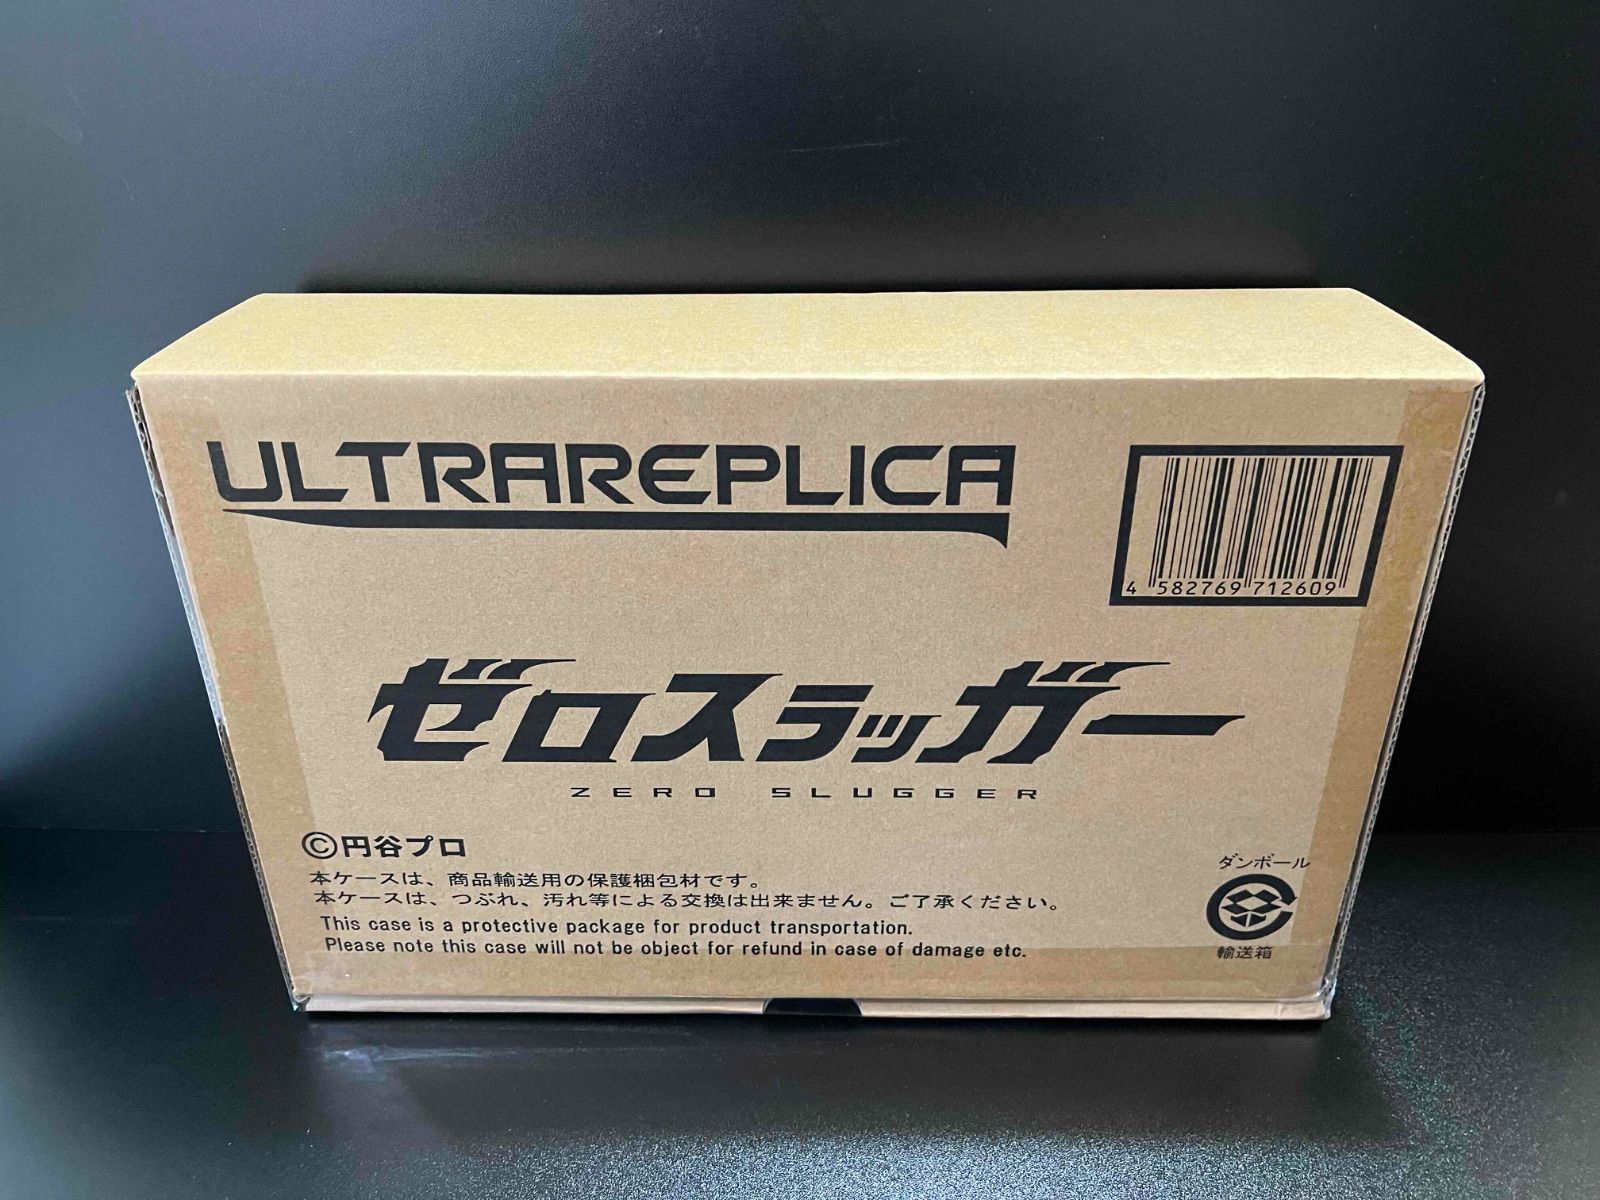 ULTRAREPLICA
4 582769 712609
ゼロスラッガー
ZERO SLUGGER
©円谷プロ
本ケースは、商品輸送用の保護梱包材です。
本ケースは、つぶれ、汚れ等による交換は出来ません。ご了承ください。
This case is a protective package for product transportation.
Please note this case will not be object for refund in case of damage etc.
ダンボール
輸送箱